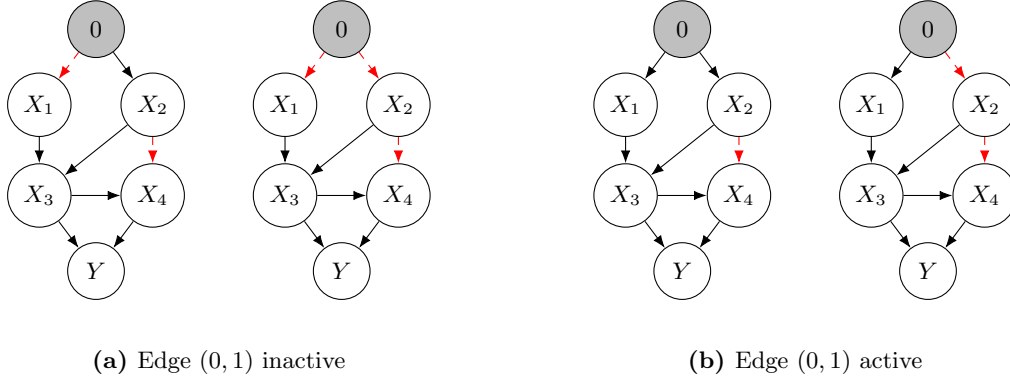 0 0 0 0
X₁ X₂ X₁ X₂ X₁ X₂ X₁ X₂
X₃ X₄ X₃ X₄ X₃ X₄ X₃ X₄
Y Y Y Y
(a) Edge (0, 1) inactive
(b) Edge (0, 1) active